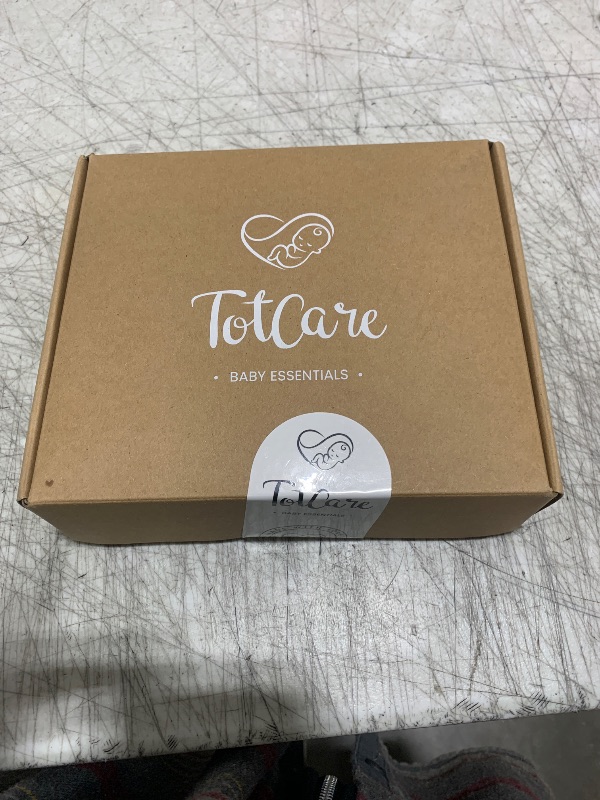 TotCare
• BABY ESSENTIALS •
TotCare
• BABY ESSENTIALS •